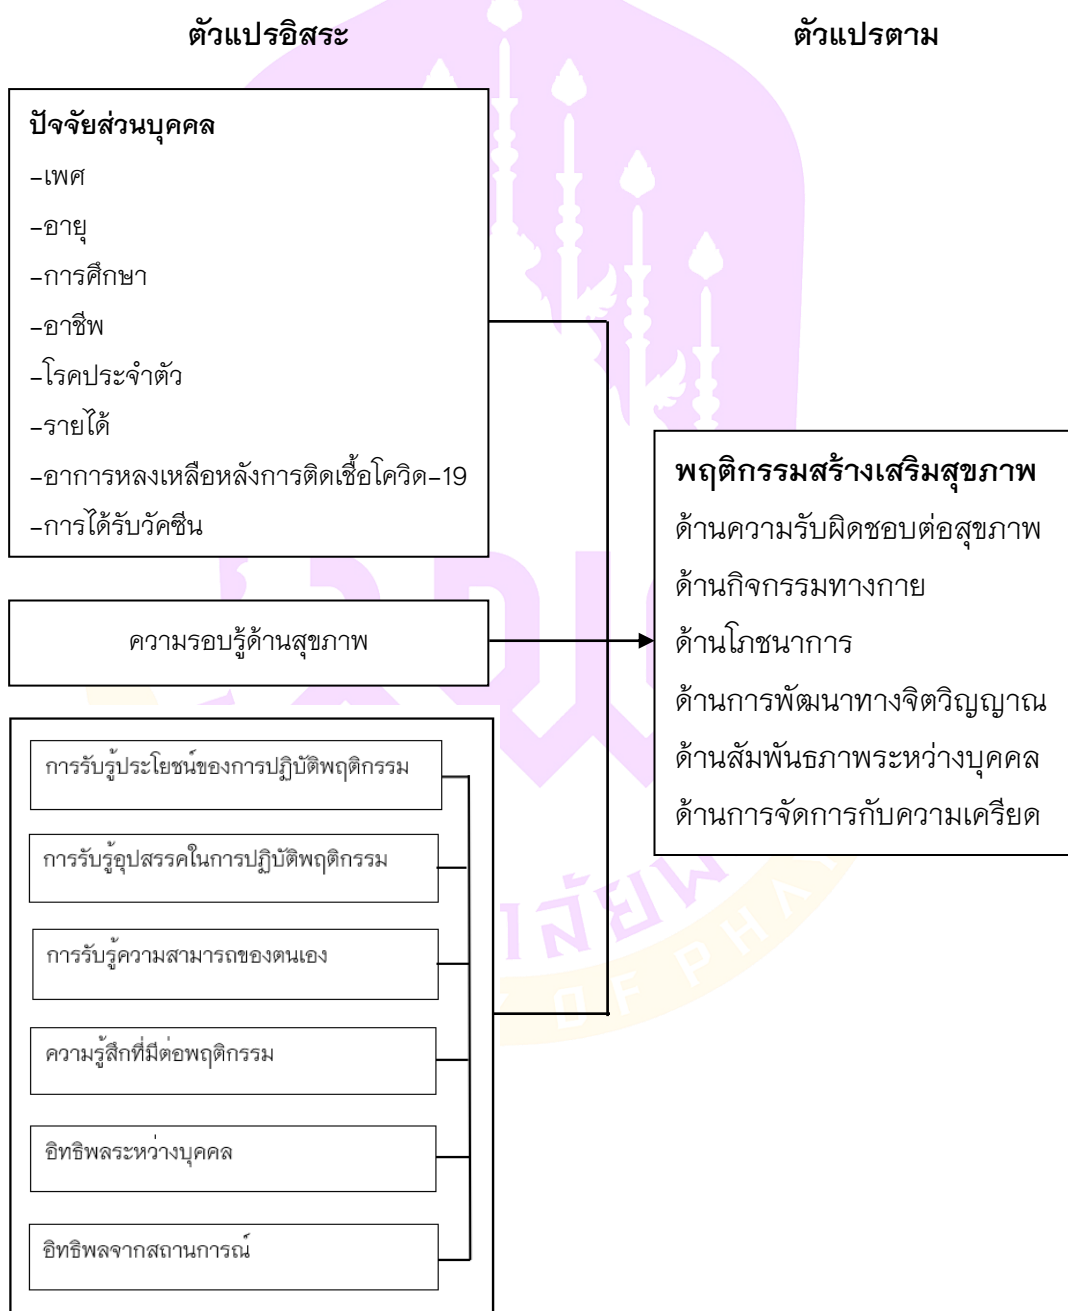 ตัวแปรอิสระ
ตัวแปรตาม
ปัจจัยส่วนบุคคล
-เพศ
-อายุ
-การศึกษา
-อาชีพ
-โรคประจำตัว
-รายได้
-อาการหลงเหลือหลังการติดเชื้อโควิด-19
-การได้รับวัคซีน
ความรอบรู้ด้านสุขภาพ
การรับรู้ประโยชน์ของการปฏิบัติพฤติกรรม
การรับรู้อุปสรรคในการปฏิบัติพฤติกรรม
การรับรู้ความสามารถของตนเอง
ความรู้สึกที่มีต่อพฤติกรรม
อิทธิพลระหว่างบุคคล
อิทธิพลจากสถานการณ์
พฤติกรรมสร้างเสริมสุขภาพ
ด้านความรับผิดชอบต่อสุขภาพ
ด้านกิจกรรมทางกาย
ด้านโภชนาการ
ด้านการพัฒนาทางจิตวิญญาณ
ด้านสัมพันธภาพระหว่างบุคคล
ด้านการจัดการกับความเครียด